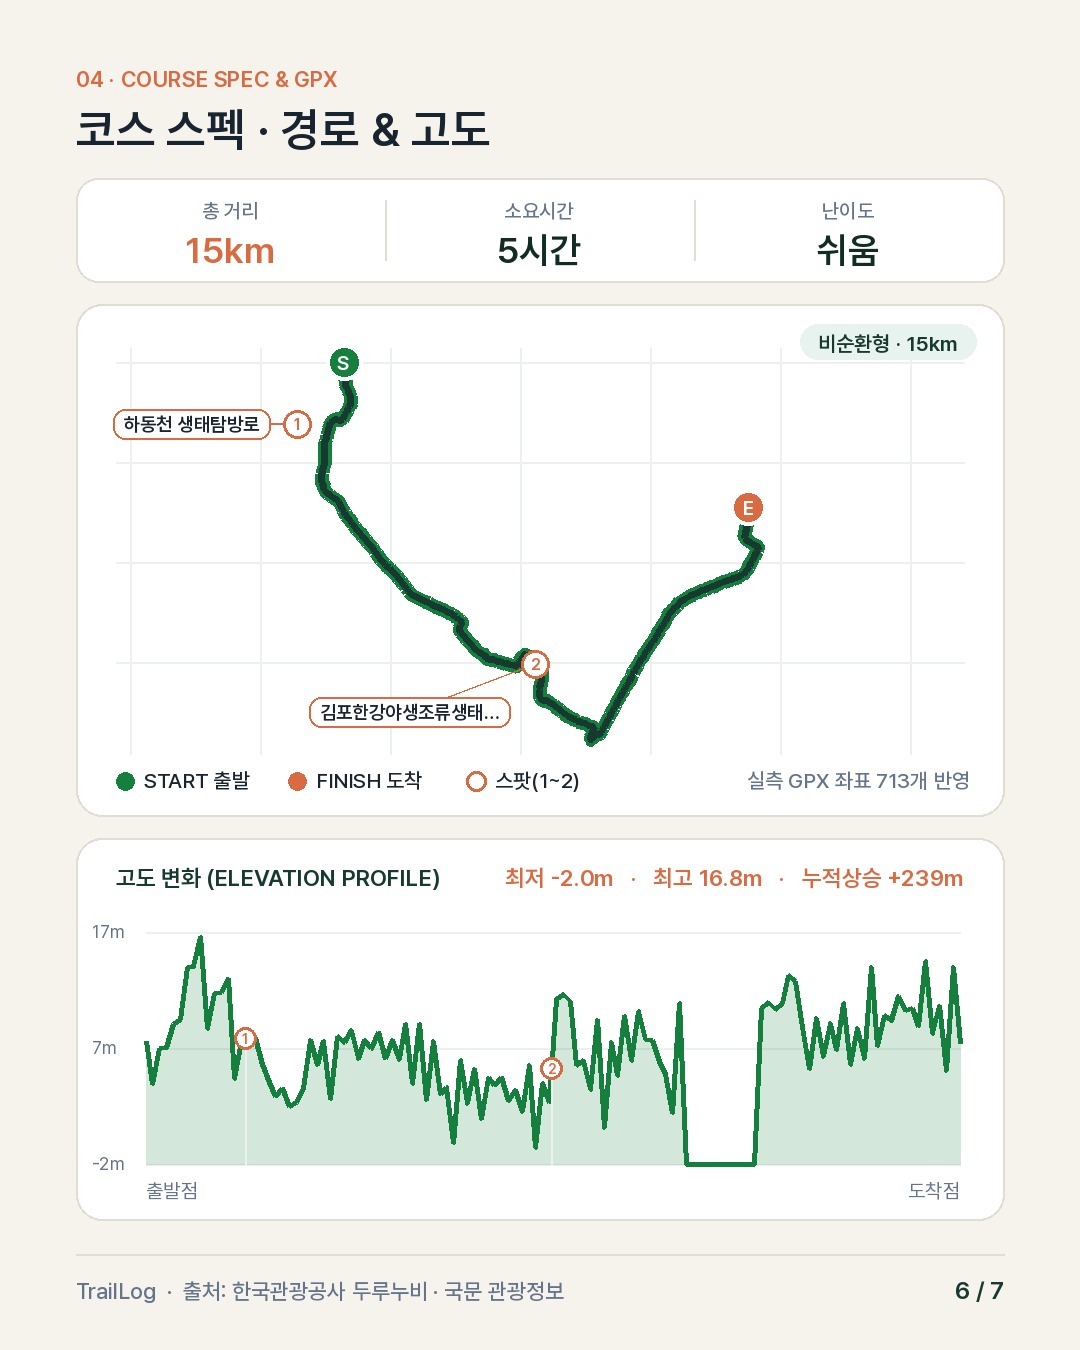 04 · COURSE SPEC & GPX
코스 스펙 · 경로 & 고도
총 거리
15km
소요시간
5시간
난이도
쉬움
비순환형 · 15km
S
하동천 생태탐방로
1
E
2
김포한강야생조류생태...
START 출발
FINISH 도착
스팟(1~2)
실측 GPX 좌표 713개 반영
고도 변화 (ELEVATION PROFILE)
최저 -2.0m · 최고 16.8m · 누적상승 +239m
17m
7m
-2m
1
2
출발점
도착점
TrailLog · 출처: 한국관광공사 두루누비 · 국문 관광정보
6 / 7